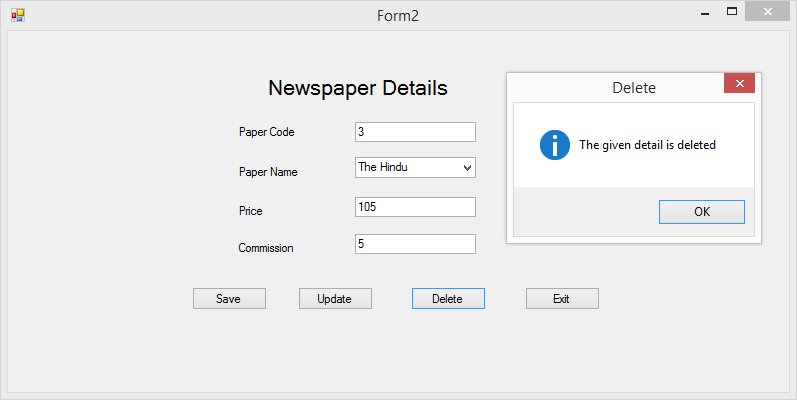 Form2
Newspaper Details
Delete
Paper Code 3
The given detail is deleted
Paper Name The Hindu
Price 105
OK
Commission 5
Save Update Delete Exit